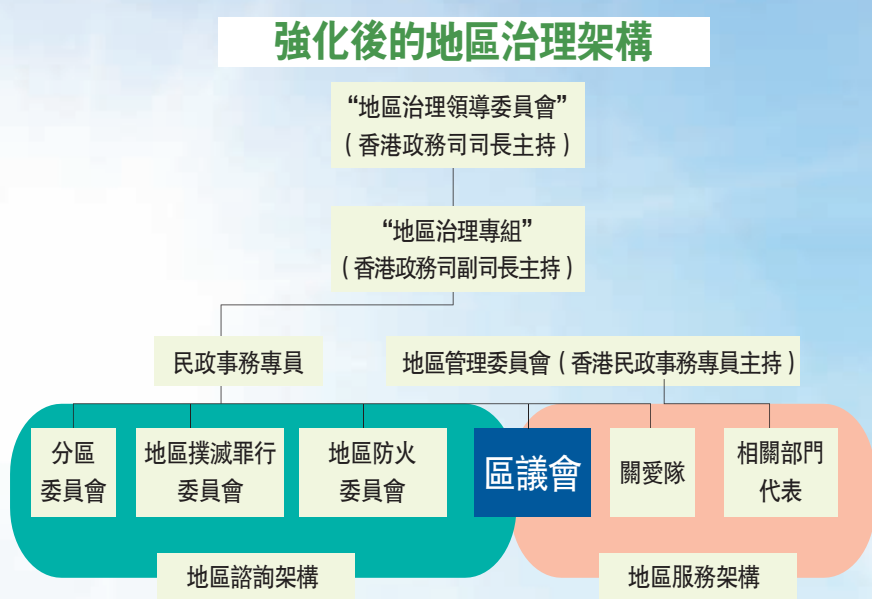 強化後的地區治理架構
“地區治理領導委員會”
（香港政務司司長主持）
“地區治理專組”
（香港政務司副司長主持）
民政事務專員
地區管理委員會（香港民政事務專員主持）
分區
委員會
地區撲滅罪行
委員會
地區防火
委員會
區議會
關愛隊
相關部門
代表
地區諮詢架構
地區服務架構